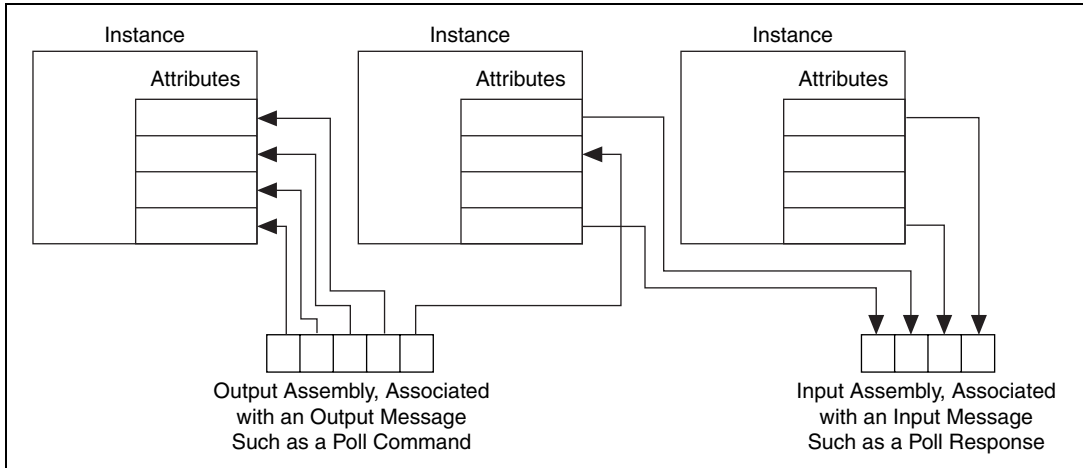 Instance
Attributes
Instance
Attributes
Instance
Attributes
Output Assembly, Associated
with an Output Message
Such as a Poll Command
Input Assembly, Associated
with an Input Message
Such as a Poll Response